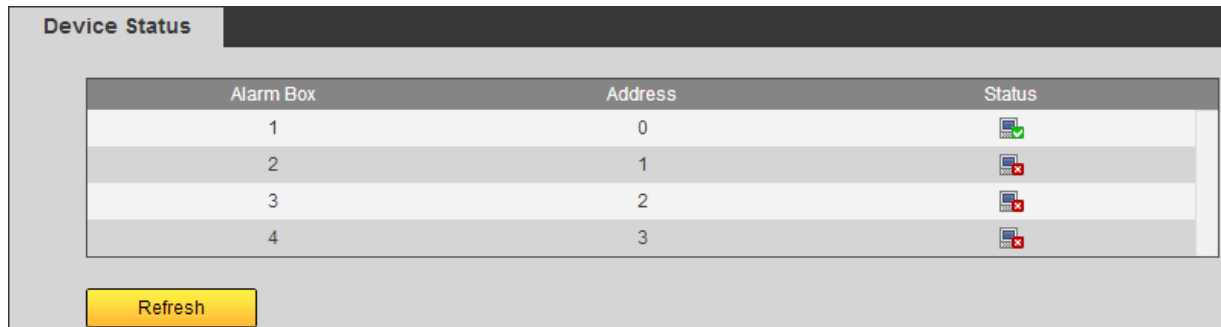 Device Status
Alarm Box Address Status
1 0
2 1
3 2
4 3
Refresh